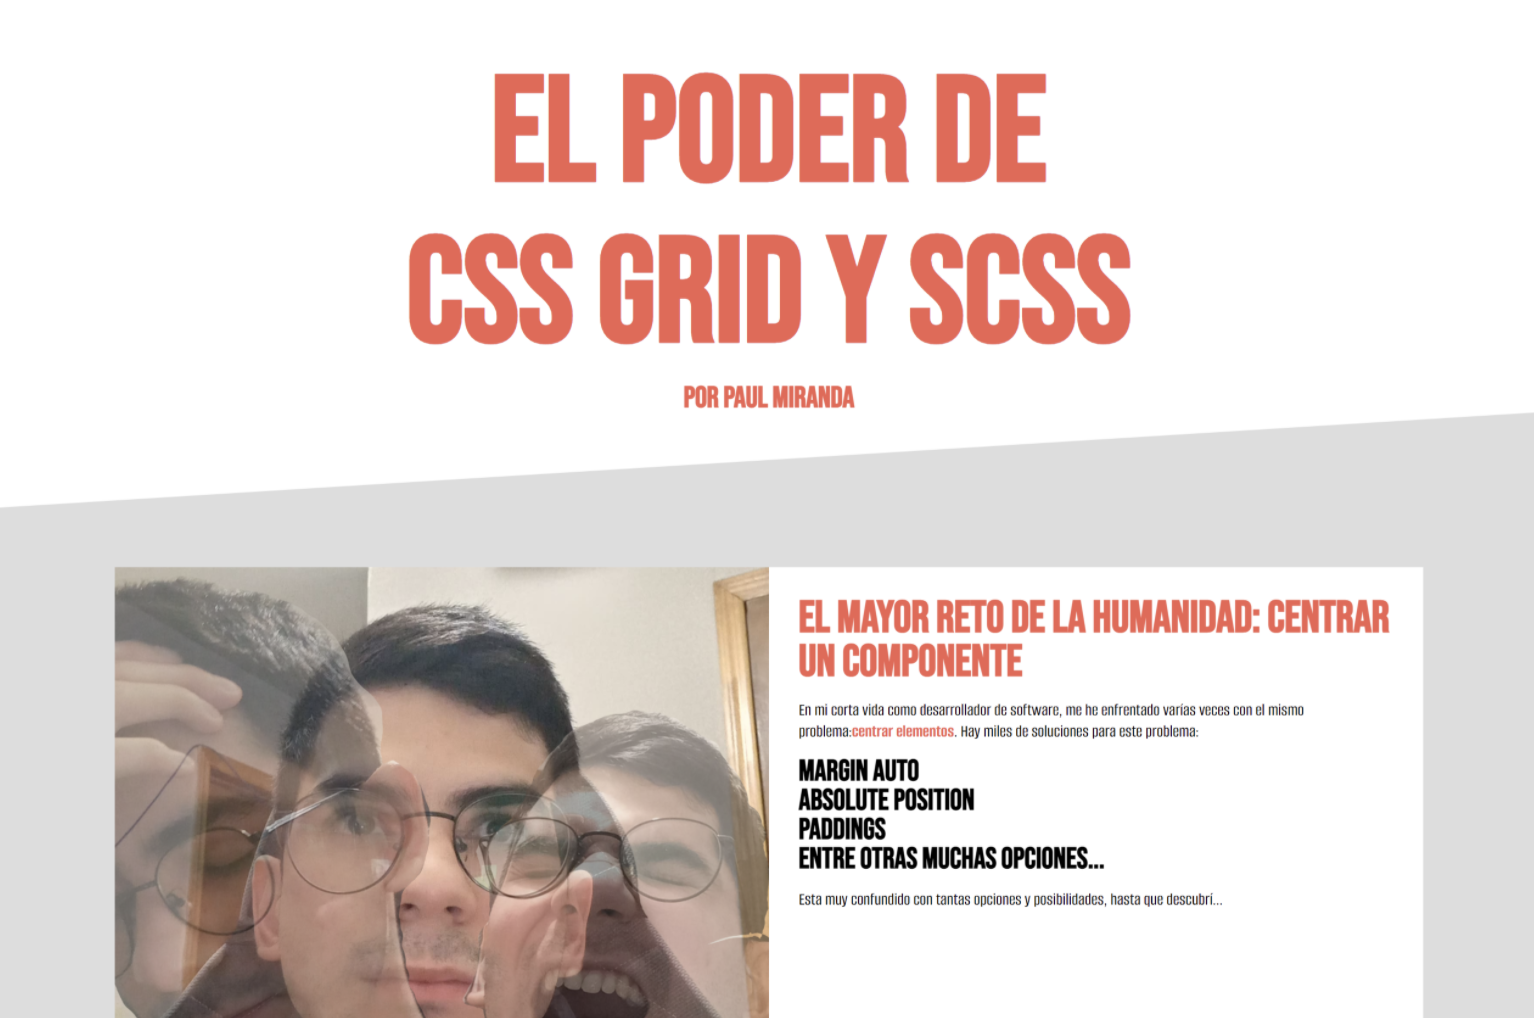 EL PODER DE
CSS GRID Y SCSS
POR PAUL MIRANDA
EL MAYOR RETO DE LA HUMANIDAD: CENTRAR
UN COMPONENTE
En mi corta vida como desarrollador de software, me he enfrentado varias veces con el mismo
problema:centrar elementos. Hay miles de soluciones para este problema:
MARGIN AUTO
ABSOLUTE POSITION
PADDINGS
ENTRE OTRAS MUCHAS OPCIONES...
Esta muy confundido con tantas opciones y posibilidades, hasta que descubrí...